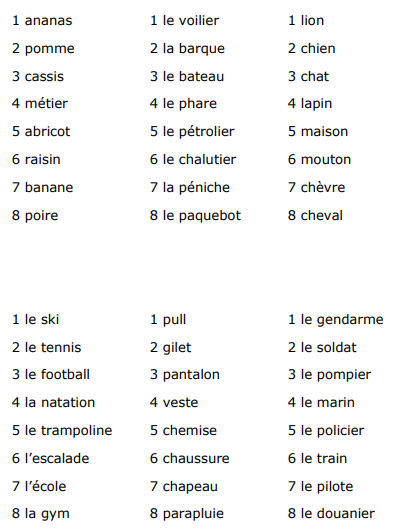 1 ananas
2 pomme
3 cassis
4 métier
5 abricot
6 raisin
7 banane
8 poire
1 le voilier
2 la barque
3 le bateau
4 le phare
5 le pétrolier
6 le chalutier
7 la péniche
8 le paquebot
1 lion
2 chien
3 chat
4 lapin
5 maison
6 mouton
7 chèvre
8 cheval
1 le ski
2 le tennis
3 le football
4 la natation
5 le trampoline
6 l’escalade
7 l’école
8 la gym
1 pull
2 gilet
3 pantalon
4 veste
5 chemise
6 chaussure
7 chapeau
8 parapluie
1 le gendarme
2 le soldat
3 le pompier
4 le marin
5 le policier
6 le train
7 le pilote
8 le douanier